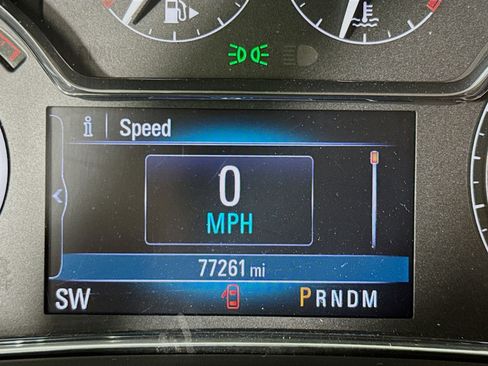 i Speed
0
MPH
77261 mi
SW PRNDM